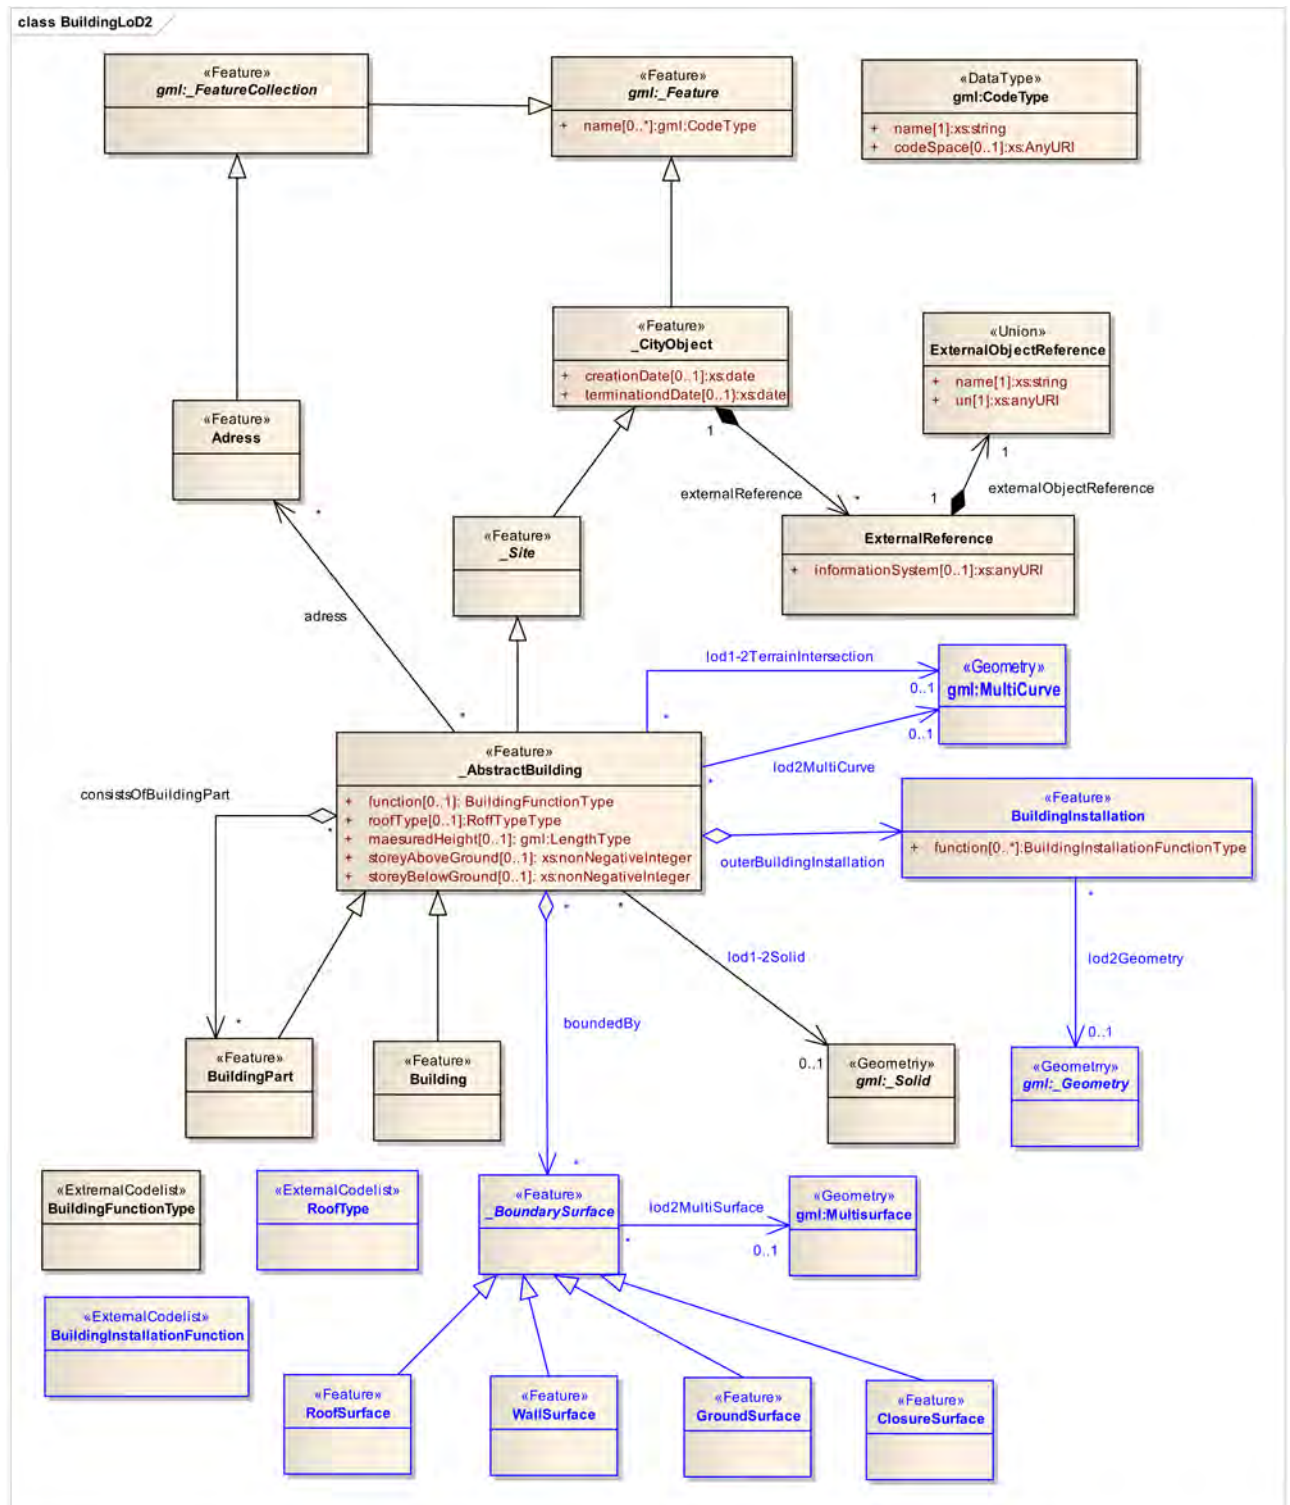 class BuildingLoD2
«Feature»
gml:_FeatureCollection
«Feature»
gml:_Feature
+ name[0..*]:gml:CodeType
«DataType»
gml:CodeType
+ name[1]:xs:string
+ codeSpace[0..1]:xs:AnyURI
«Feature»
_CityObject
+ creationDate[0..1]:xs:date
+ terminationdDate[0..1}:xs:date
«Union»
ExternalObjectReference
+ name[1]:xs:string
+ uri[1]:xs:anyURI
«Feature»
Adress
1
1
externalReference
*
1
externalObjectReference
*
«Feature»
_Site
ExternalReference
+ informationSystem[0..1]:xs:anyURI
adress
lod1-2TerrainIntersection
0..1
«Geometry»
gml:MultiCurve
*
*
0..1
lod2MultiCurve
*
«Feature»
_AbstractBuilding
+ function[0..1]: BuildingFunctionType
+ roofType[0..1]:RoffTypeType
+ maesuredHeight[0..1]: gml:LengthType
+ storeyAboveGround[0..1]: xs:nonNegativeInteger
+ storeyBelowGround[0..1]: xs:nonNegativeInteger
consistsOfBuildingPart
*
«Feature»
BuildingInstallation
+ function[0..*]:BuildingInstallationFunctionType
outerBuildingInstallation
*
*
*
lod1-2Solid
lod2Geometry
boundedBy
*
0..1
0..1
«Feature»
BuildingPart
«Feature»
Building
«Geometriy»
gml:_Solid
«Geometrry»
gml:_Geometry
*
«ExtremalCodelist»
BuildingFunctionType
«ExternalCodelist»
RoofType
«Feature»
_BoundarySurface
lod2MultiSurface
*
0..1
«Geometry»
gml:Multisurface
«ExternalCodelist»
BuildingInstallationFunction
«Feature»
RoofSurface
«Feature»
WallSurface
«Feature»
GroundSurface
«Feature»
ClosureSurface